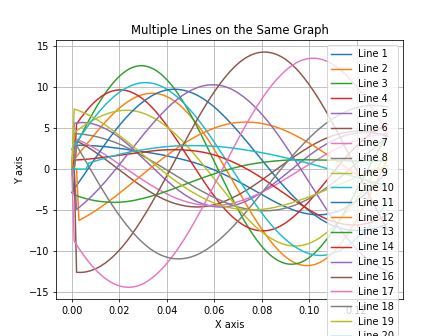 Multiple Lines on the Same Graph
Y axis
15
10
5
0
−5
−10
−15
0.00
0.02
0.04
0.06
0.08
0.10
X axis
Line 1
Line 2
Line 3
Line 4
Line 5
Line 6
Line 7
Line 8
Line 9
Line 10
Line 11
Line 12
Line 13
Line 14
Line 15
Line 16
Line 17
Line 18
Line 19
Line 20